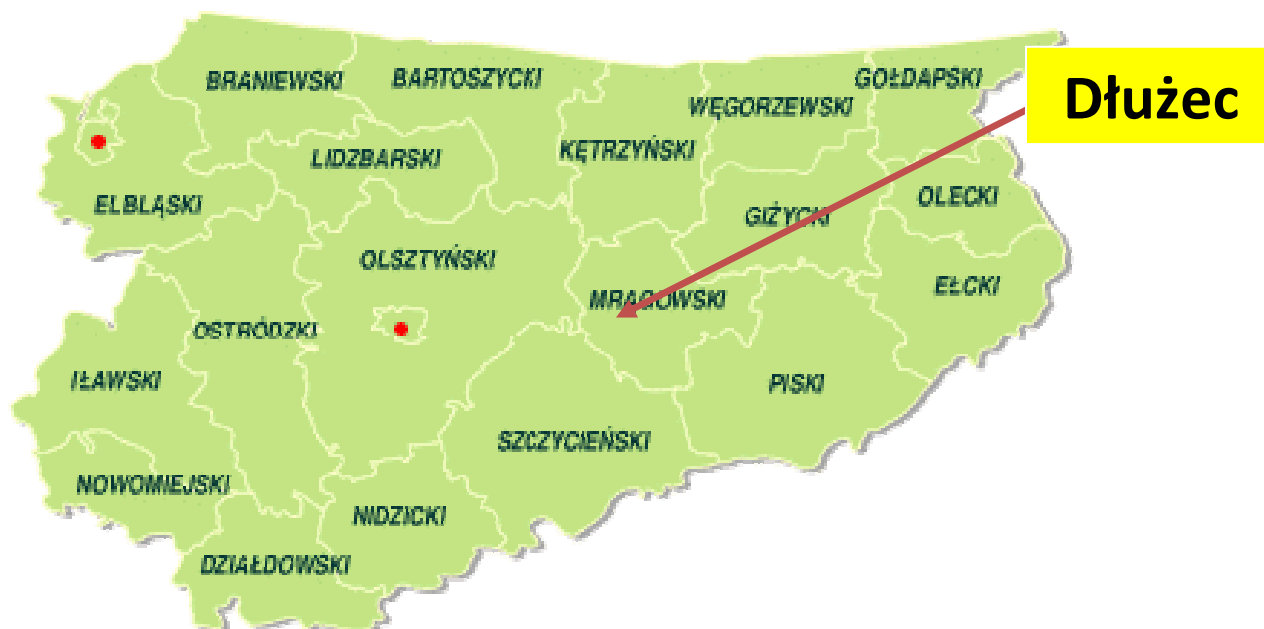 BRANIEWSKI
BARTOSZYCKI
GOŁDAPSKI
WĘGORZEWSKI
Dłużec
LIDZBARSKI
KĘTRZYŃSKI
ELBLĄSKI
OLECKI
GIŻYCKI
OLSZTYŃSKI
EŁCKI
MRĄGOWSKI
OSTRÓDZKI
IŁAWSKI
PISKI
SZCZYCIEŃSKI
NOWOMIEJSKI
NIDZICKI
DZIAŁDOWSKI